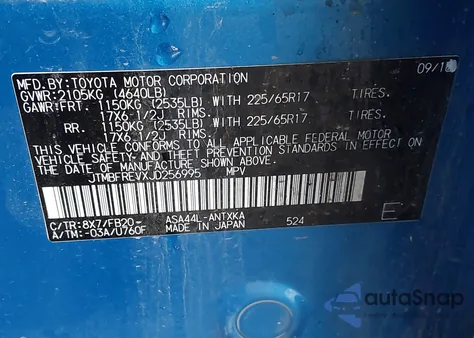 MFD. BY: TOYOTA MOTOR CORPORATION 09/18
GVWR: 2105KG (4640LB)
GAWR: FRT. 1150KG (2535LB) WITH 225/65R17 TIRES.
17X6 1/2J RIMS.
RR. 1150KG (2535LB) WITH 225/65R17 TIRES.
17X6 1/2J RIMS.
THIS VEHICLE CONFORMS TO ALL APPLICABLE FEDERAL MOTOR
VEHICLE SAFETY AND THEFT PREVENTION STANDARDS IN EFFECT ON
THE DATE OF MANUFACTURE SHOWN ABOVE.
JTMBFREVXJD256995 MPV
C/TR: 8X7/FB20- ASA44L-ANTXKA 524 E
A/TM: -03A/U760F MADE IN JAPAN
autoSnap